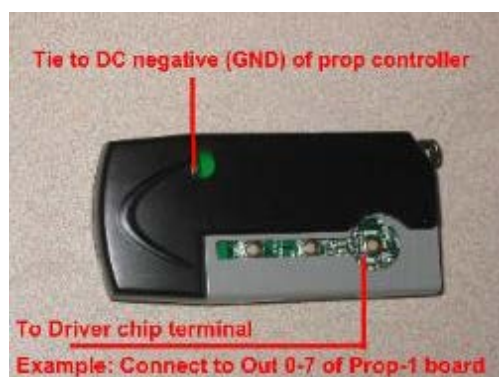 Tie to DC negative (GND) of prop controller
To Driver chip terminal
Example: Connect to Out 0-7 of Prop-1 board